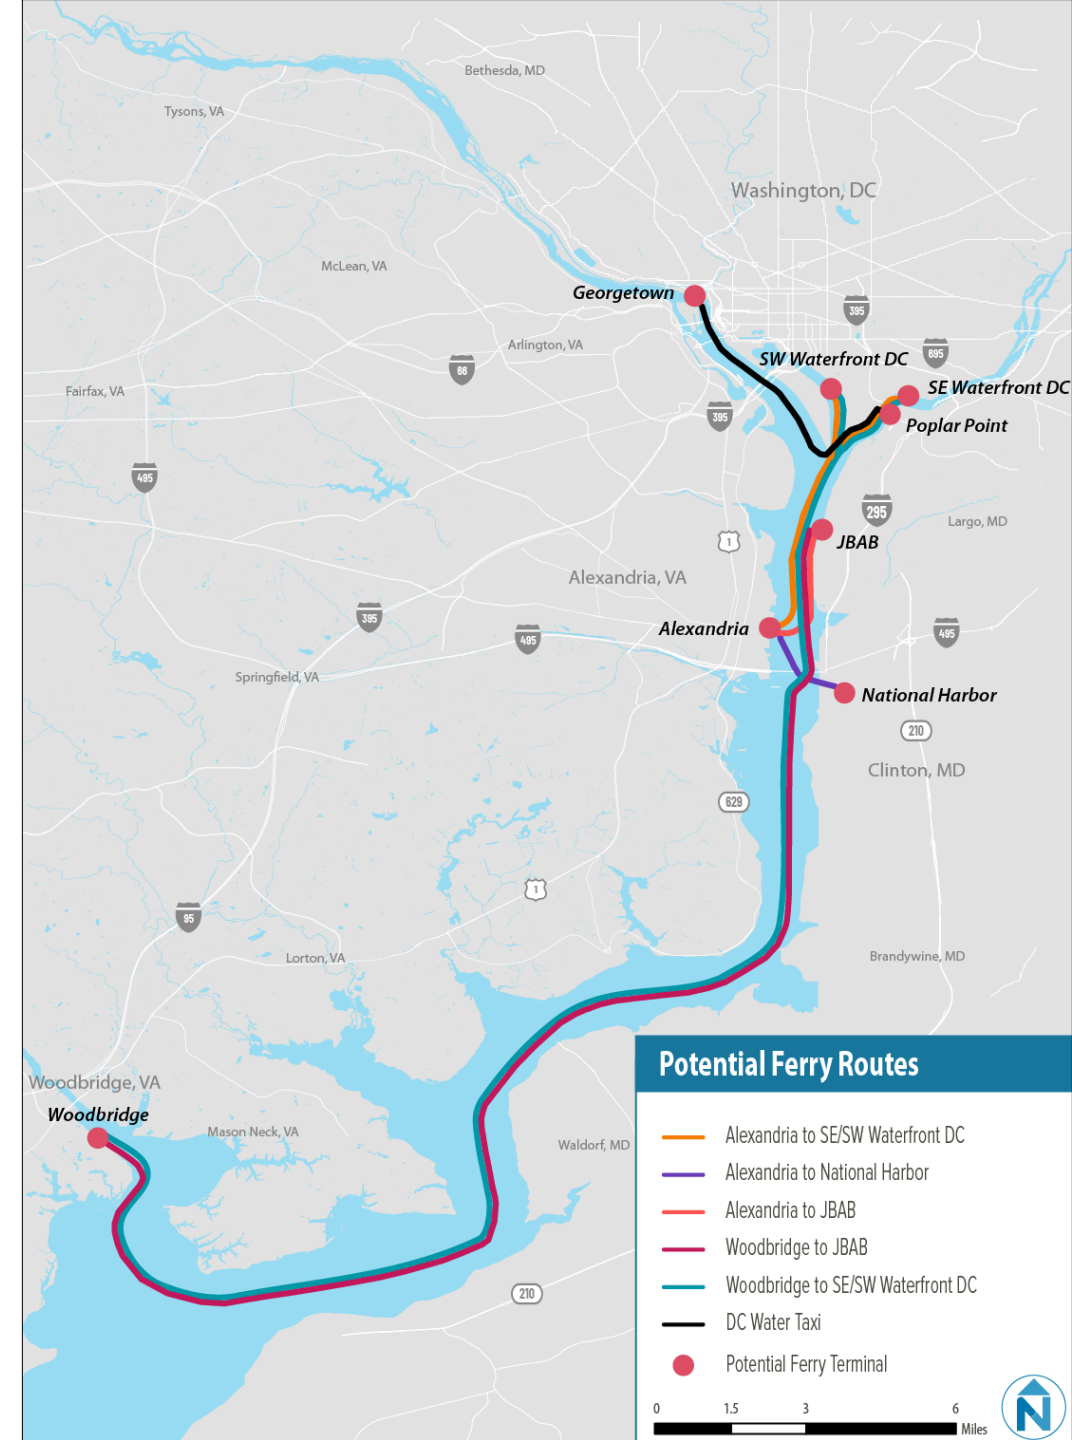 Bethesda, MD
Tysons, VA
Washington, DC
McLean, VA
Georgetown
395
Arlington, VA
SW Waterfront DC
695
66
Fairfax, VA
SE Waterfront DC
395
Poplar Point
495
295
Largo, MD
1
JBAB
Alexandria, VA
395
Alexandria
495
495
Springfield, VA
National Harbor
210
Clinton, MD
629
1
95
Lorton, VA
Brandywine, MD
Woodbridge, VA
Woodbridge
Mason Neck, VA
Waldorf, MD
210
Potential Ferry Routes
Alexandria to SE/SW Waterfront DC
Alexandria to National Harbor
Alexandria to JBAB
Woodbridge to JBAB
Woodbridge to SE/SW Waterfront DC
DC Water Taxi
Potential Ferry Terminal
0 1.5 3 6
Miles
N